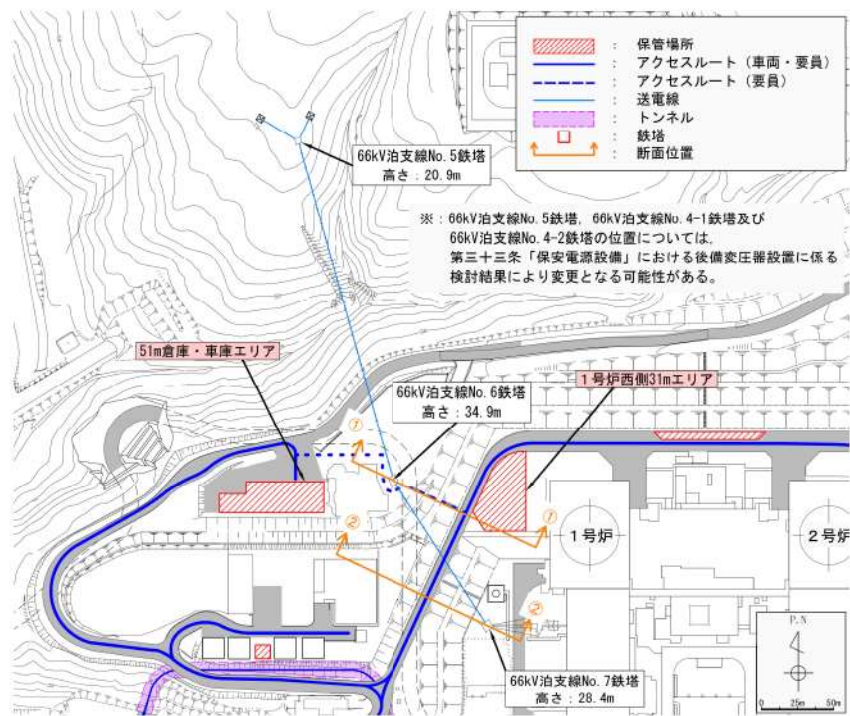 : 保管場所
: アクセスルート(車両・要員)
: アクセスルート(要員)
: 送電線
: トンネル
: 鉄塔
: 断面位置
66kV泊支線No.5鉄塔
高さ:20.9m
※:66kV泊支線No.5鉄塔,66kV泊支線No.4-1鉄塔及び
66kV泊支線No.4-2鉄塔の位置については,
第三十三条「保安電源設備」における後備変圧器設置に係る
検討結果により変更となる可能性がある。
51m倉庫・車庫エリア
66kV泊支線No.6鉄塔
高さ:34.9m
1号炉西側31mエリア
①
①
②
②
1号炉
2号炉
66kV泊支線No.7鉄塔
高さ:28.4m
P.N
0 25m 50m